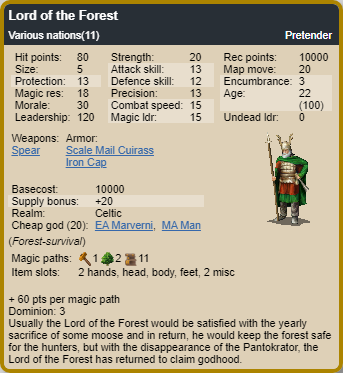 Lord of the Forest
Various nations(11) Pretender
Hit points: 80 Strength: 20 Rec points: 10000
Size: 5 Attack skill: 13 Map move: 20
Protection: 13 Defence skill: 12 Encumbrance: 3
Magic res: 18 Precision: 13 Age: 22
Morale: 30 Combat speed: 15 (100)
Leadership: 120 Magic ldr: 15 Undead ldr: 0
Weapons: Armor:
Spear Scale Mail Cuirass
Iron Cap
Basecost: 10000
Supply bonus: +20
Realm: Celtic
Cheap god (20): EA Marverni, MA Man
(Forest-survival)
Magic paths: 1 2 11
Item slots: 2 hands, head, body, feet, 2 misc
+ 60 pts per magic path
Dominion: 3
Usually the Lord of the Forest would be satisfied with the yearly
sacrifice of some moose and in return, he would keep the forest safe
for the hunters, but with the disappearance of the Pantokrator, the
Lord of the Forest has returned to claim godhood.